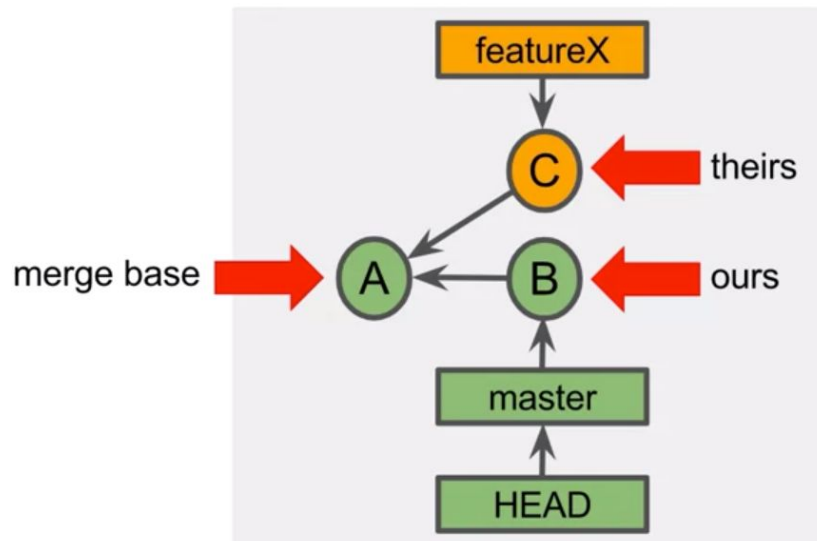 featureX
C
theirs
merge base
A
B
ours
master
HEAD